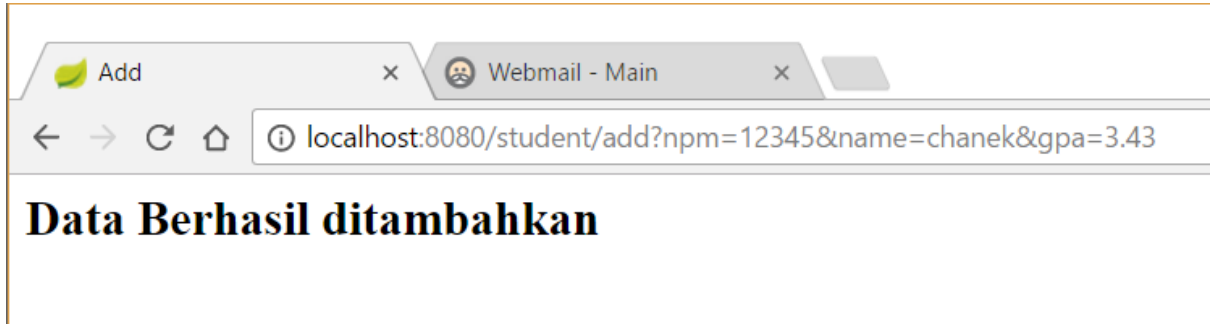 Add
Webmail - Main
localhost:8080/student/add?npm=12345&name=chanek&gpa=3.43
Data Berhasil ditambahkan